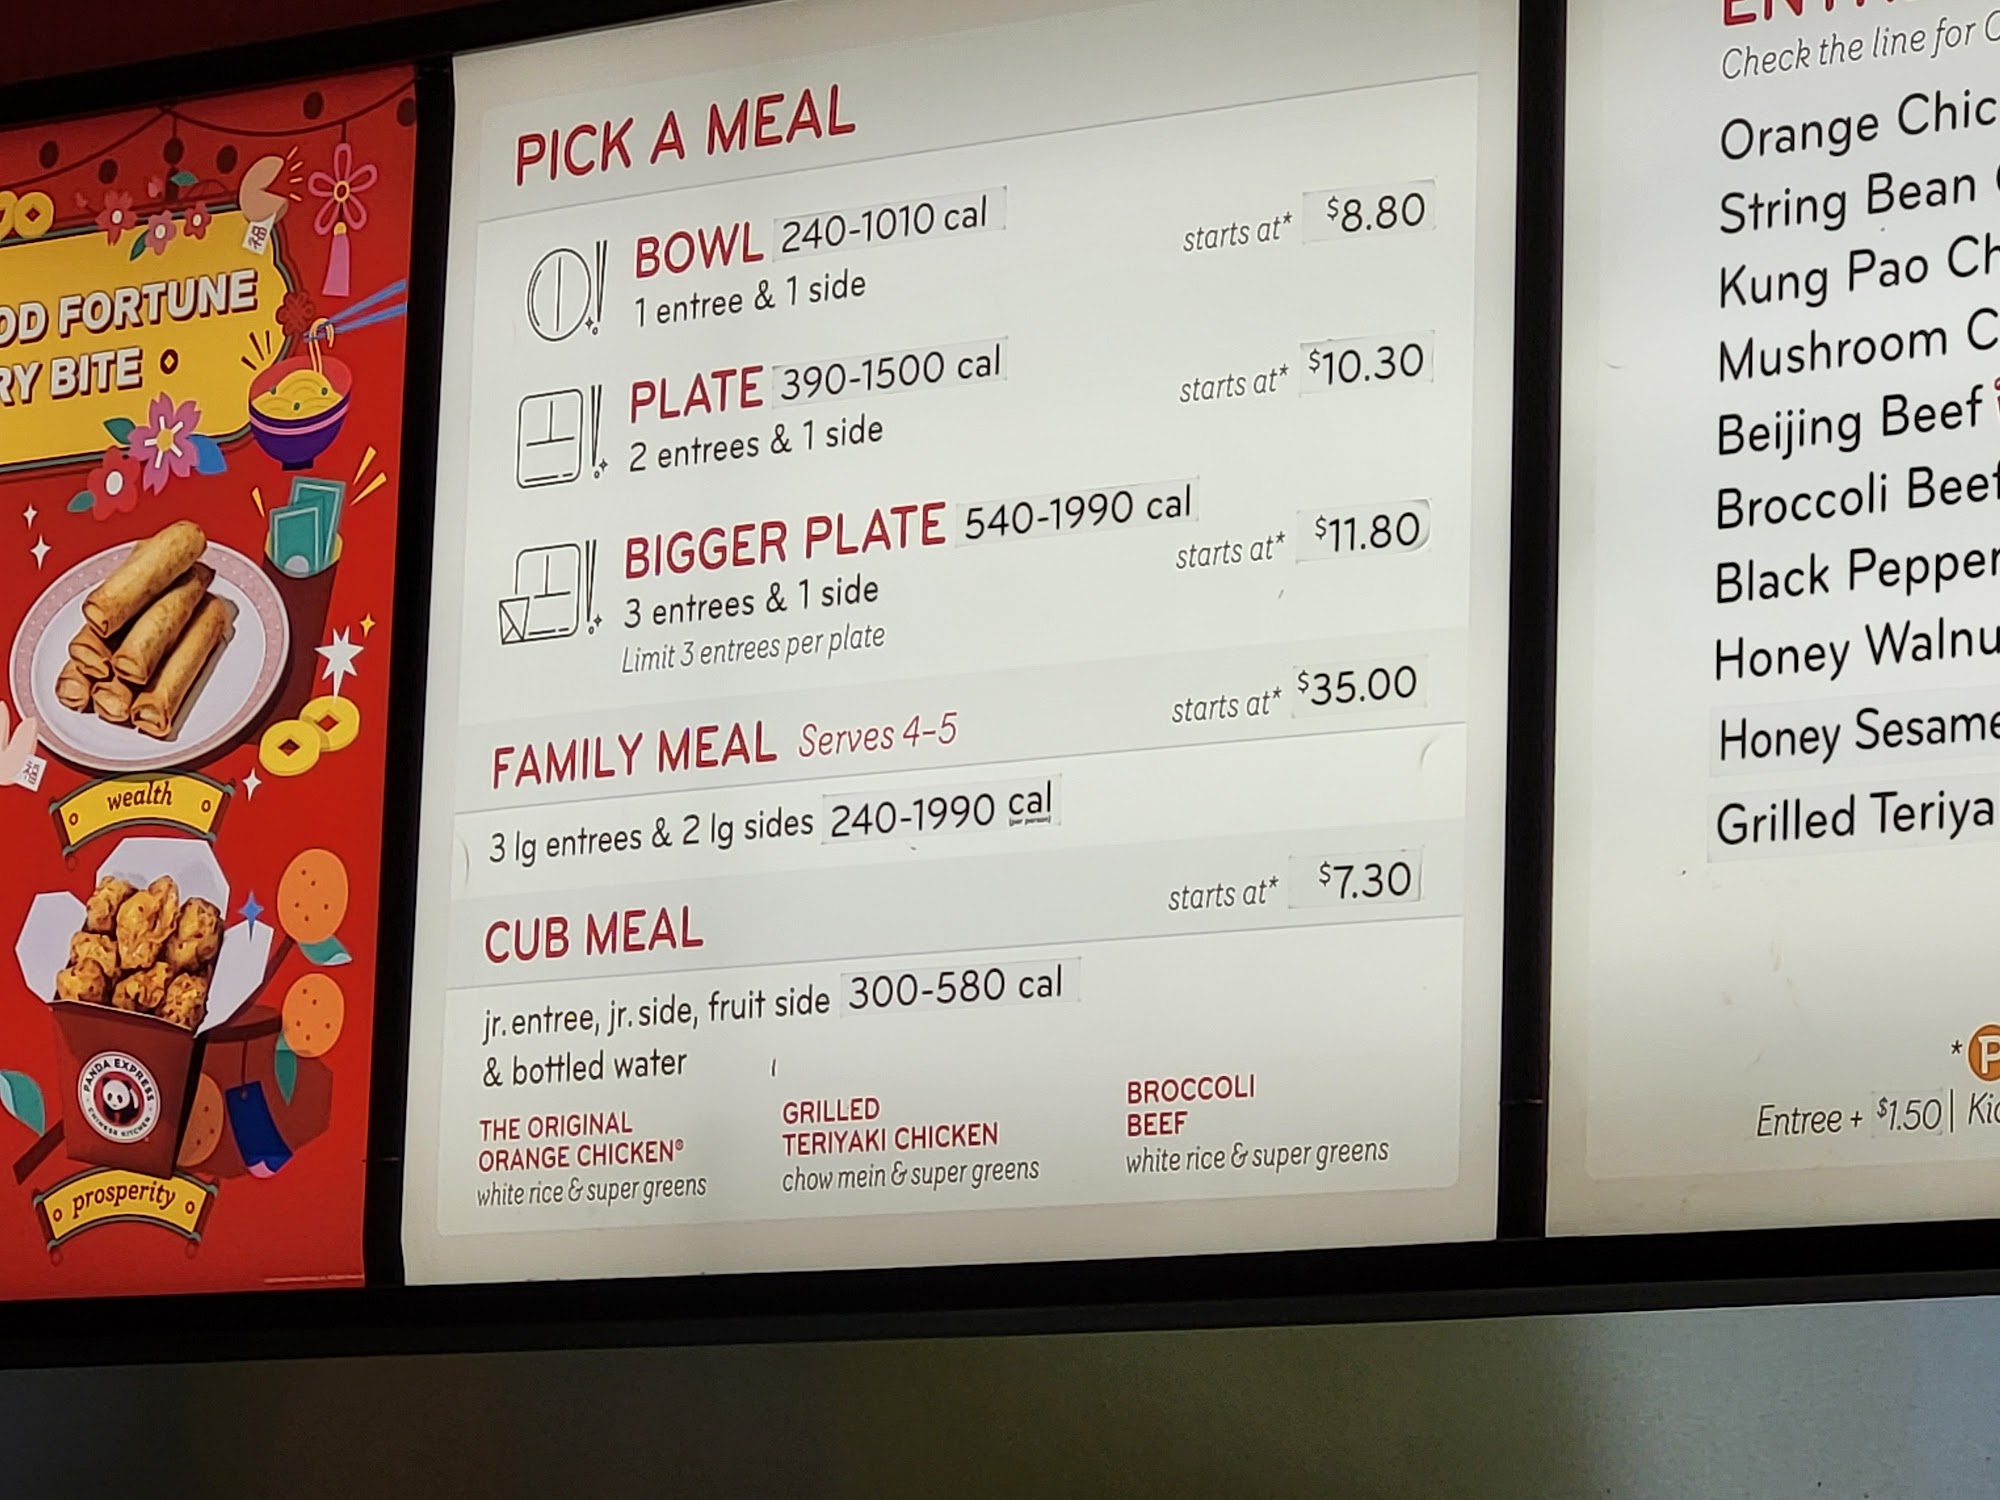 OD FORTUNE
RY BITE
福
福
wealth
PANDA EXPRESS
CHINESE KITCHEN
prosperity
PICK A MEAL
BOWL 240-1010 cal starts at* $8.80
1 entree & 1 side
PLATE 390-1500 cal starts at* $10.30
2 entrees & 1 side
BIGGER PLATE 540-1990 cal starts at* $11.80
3 entrees & 1 side
Limit 3 entrees per plate
FAMILY MEAL Serves 4-5 starts at* $35.00
3 lg entrees & 2 lg sides 240-1990 cal (per person)
CUB MEAL starts at* $7.30
jr. entree, jr. side, fruit side 300-580 cal
& bottled water
THE ORIGINAL
ORANGE CHICKEN®
white rice & super greens
GRILLED
TERIYAKI CHICKEN
chow mein & super greens
BROCCOLI
BEEF
white rice & super greens
Check the line for
Orange Chic
String Bean
Kung Pao Ch
Mushroom C
Beijing Beef
Broccoli Beef
Black Pepper
Honey Walnu
Honey Sesame
Grilled Teriya
* P
Entree + $1.50 | Kid